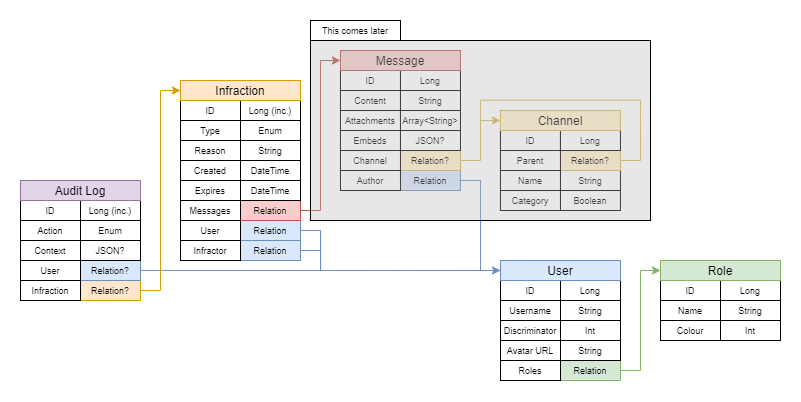 This comes later
Message
ID Long
Content String
Attachments Array<String>
Embeds JSON?
Channel Relation?
Author Relation
Infraction
ID Long (inc.)
Type Enum
Reason String
Created DateTime
Expires DateTime
Messages Relation
User Relation
Infractor Relation
Channel
ID Long
Parent Relation?
Name String
Category Boolean
Audit Log
ID Long (inc.)
Action Enum
Context JSON?
User Relation?
Infraction Relation?
User
ID Long
Username String
Discriminator Int
Avatar URL String
Roles Relation
Role
ID Long
Name String
Colour Int